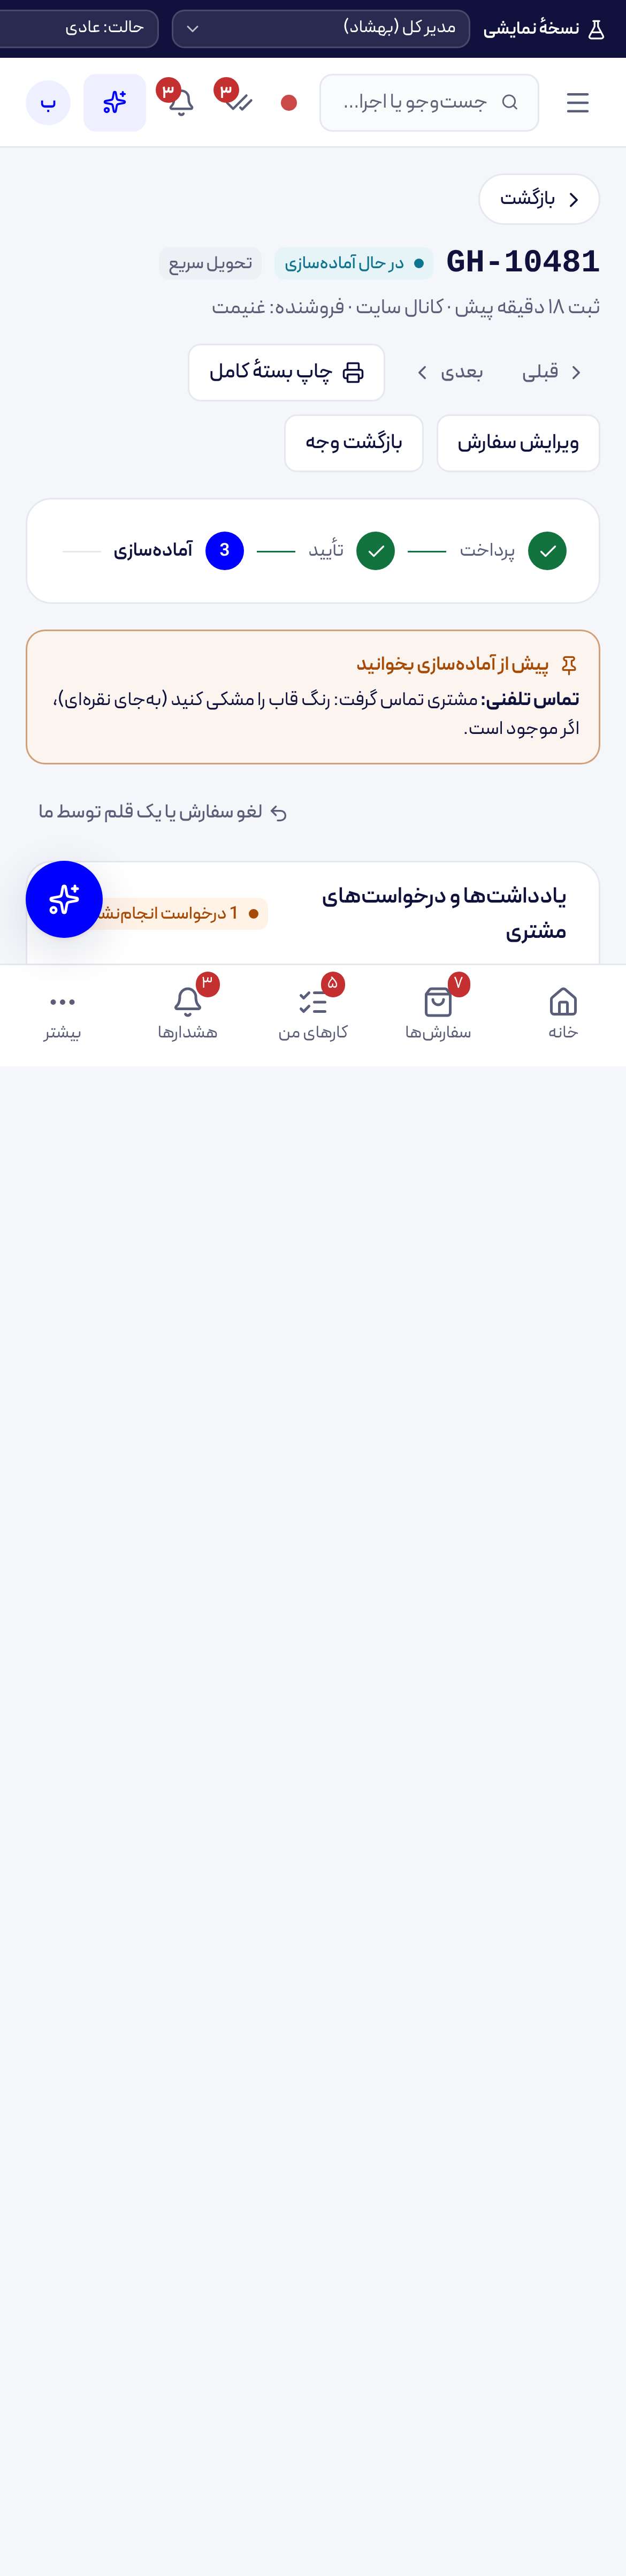 نسخهٔ نمایشی
مدیر کل (بهشاد)
حالت: عادی
جست‌وجو یا اجرا...
۳
۳
ب
بازگشت
GH-10481
در حال آماده‌سازی
تحویل سریع
ثبت ۱۸ دقیقه پیش · کانال سایت · فروشنده: غنیمت
قبلی
بعدی
چاپ بستهٔ کامل
ویرایش سفارش
بازگشت وجه
پرداخت
تأیید
3
آماده‌سازی
پیش از آماده‌سازی بخوانید
تماس تلفنی: مشتری تماس گرفت: رنگ قاب را مشکی کنید (به‌جای نقره‌ای)،
اگر موجود است.
لغو سفارش یا یک قلم توسط ما
یادداشت‌ها و درخواست‌های
مشتری
1 درخواست
خانه
۷
سفارش‌ها
۵
کارهای من
۳
هشدارها
بیشتر